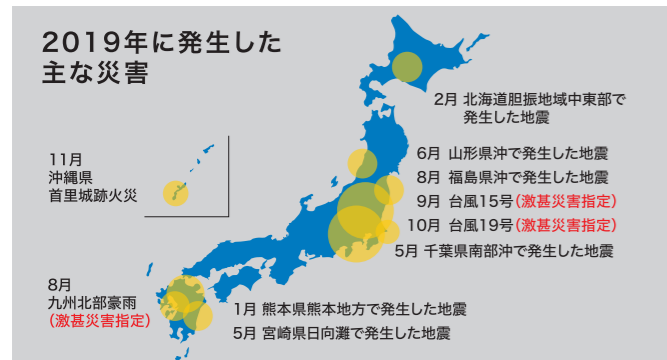 2019年に発生した
主な災害
2月 北海道胆振地域中東部で
発生した地震
11月
沖縄県
首里城跡火災
6月 山形県沖で発生した地震
8月 福島県沖で発生した地震
9月 台風15号(激甚災害指定)
10月 台風19号(激甚災害指定)
5月 千葉県南部沖で発生した地震
8月
九州北部豪雨
(激甚災害指定)
1月 熊本県熊本地方で発生した地震
5月 宮崎県日向灘で発生した地震